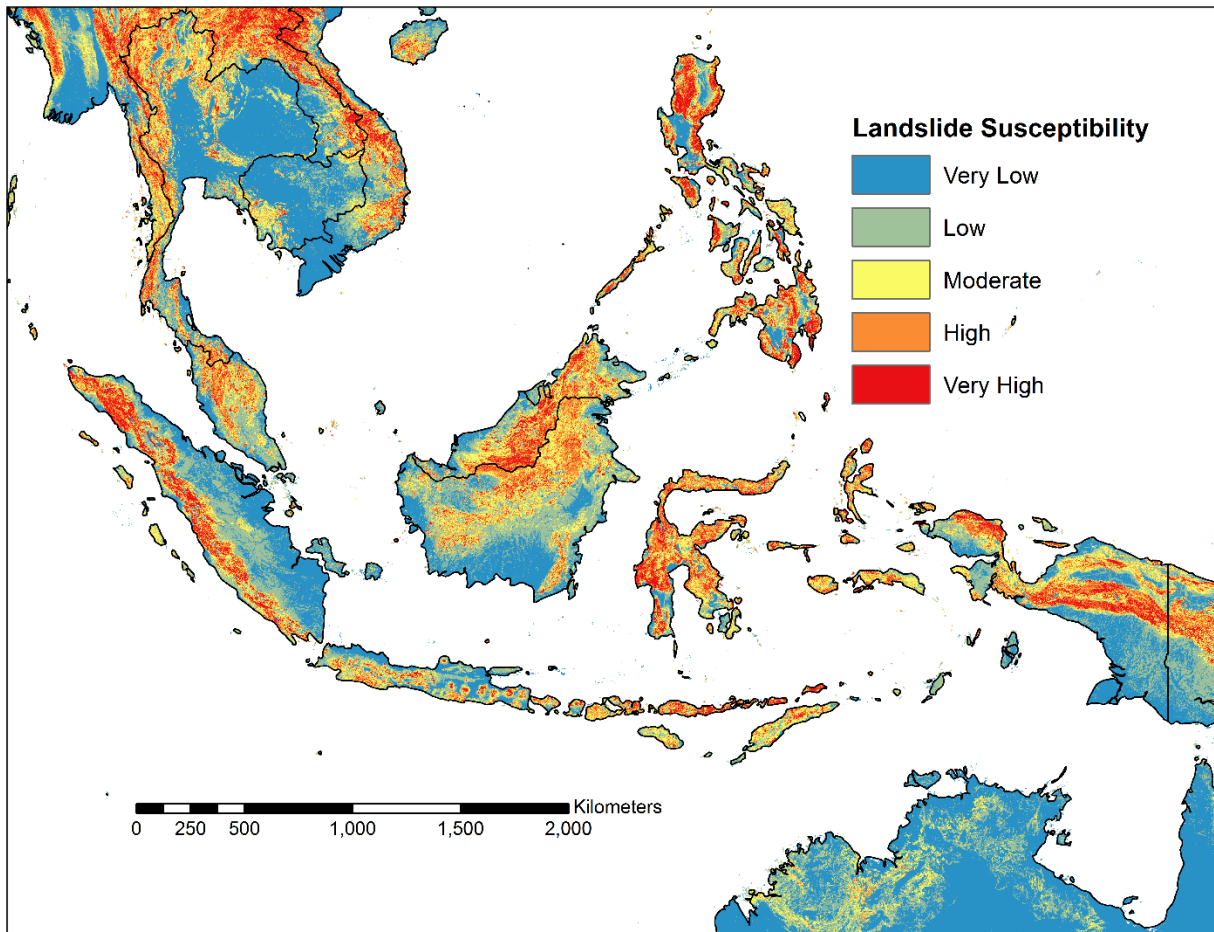 Landslide Susceptibility
Very Low
Low
Moderate
High
Very High
Kilometers
0 250 500 1,000 1,500 2,000